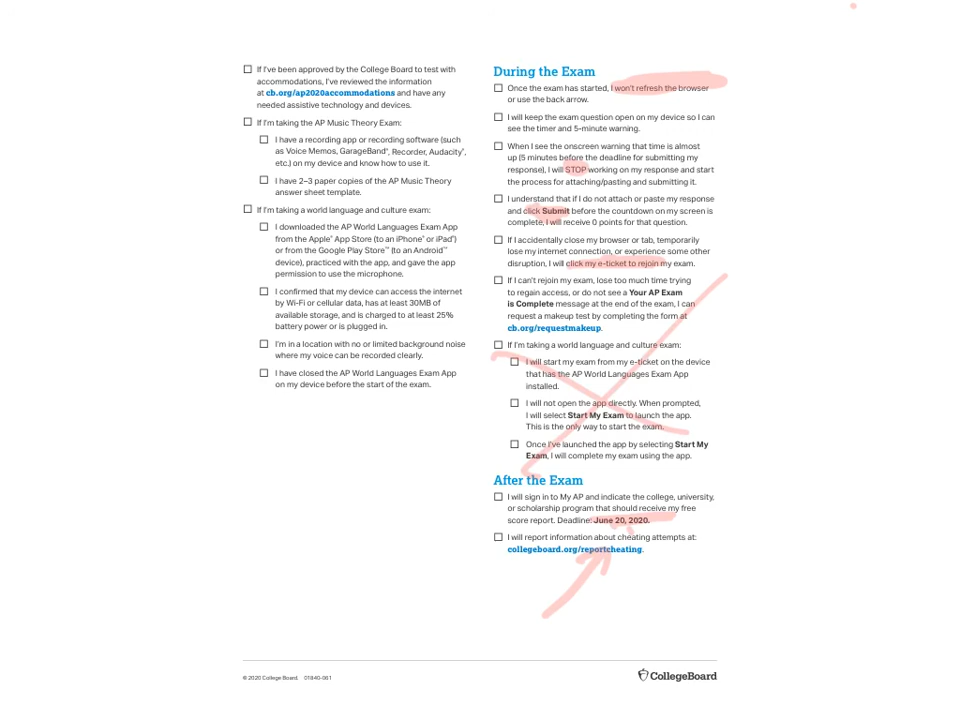 If I've been approved by the College Board to test with
accommodations, I've reviewed the information
at cb.org/ap2020accommodations and have any
needed assistive technology and devices.
If I'm taking the AP Music Theory Exam:
I have a recording app or recording software (such
as Voice Memos, GarageBand®, Recorder, Audacity®,
etc.) on my device and know how to use it.
I have 2–3 paper copies of the AP Music Theory
answer sheet template.
If I'm taking a world language and culture exam:
I downloaded the AP World Languages Exam App
from the Apple® App Store (to an iPhone® or iPad®)
or from the Google Play Store™ (to an Android™
device), practiced with the app, and gave the app
permission to use the microphone.
I confirmed that my device can access the internet
by Wi-Fi or cellular data, has at least 30MB of
available storage, and is charged to at least 25%
battery power or is plugged in.
I'm in a location with no or limited background noise
where my voice can be recorded clearly.
I have closed the AP World Languages Exam App
on my device before the start of the exam.
During the Exam
Once the exam has started, I won't refresh the browser
or use the back arrow.
I will keep the exam question open on my device so I can
see the timer and 5-minute warning.
When I see the onscreen warning that time is almost
up (5 minutes before the deadline for submitting my
response), I will STOP working on my response and start
the process for attaching/pasting and submitting it.
I understand that if I do not attach or paste my response
and click Submit before the countdown on my screen is
complete, I will receive 0 points for that question.
If I accidentally close my browser or tab, temporarily
lose my internet connection, or experience some other
disruption, I will click my e-ticket to rejoin my exam.
If I can't rejoin my exam, lose too much time trying
to regain access, or do not see a Your AP Exam
is Complete message at the end of the exam, I can
request a makeup test by completing the form at
cb.org/requestmakeup.
If I'm taking a world language and culture exam:
I will start my exam from my e-ticket on the device
that has the AP World Languages Exam App
installed.
I will not open the app directly. When prompted,
I will select Start My Exam to launch the app.
This is the only way to start the exam.
Once I've launched the app by selecting Start My
Exam, I will complete my exam using the app.
After the Exam
I will sign in to My AP and indicate the college, university,
or scholarship program that should receive my free
score report. Deadline: June 20, 2020.
I will report information about cheating attempts at:
collegeboard.org/reportcheating.
© 2020 College Board. 01840-061
CollegeBoard